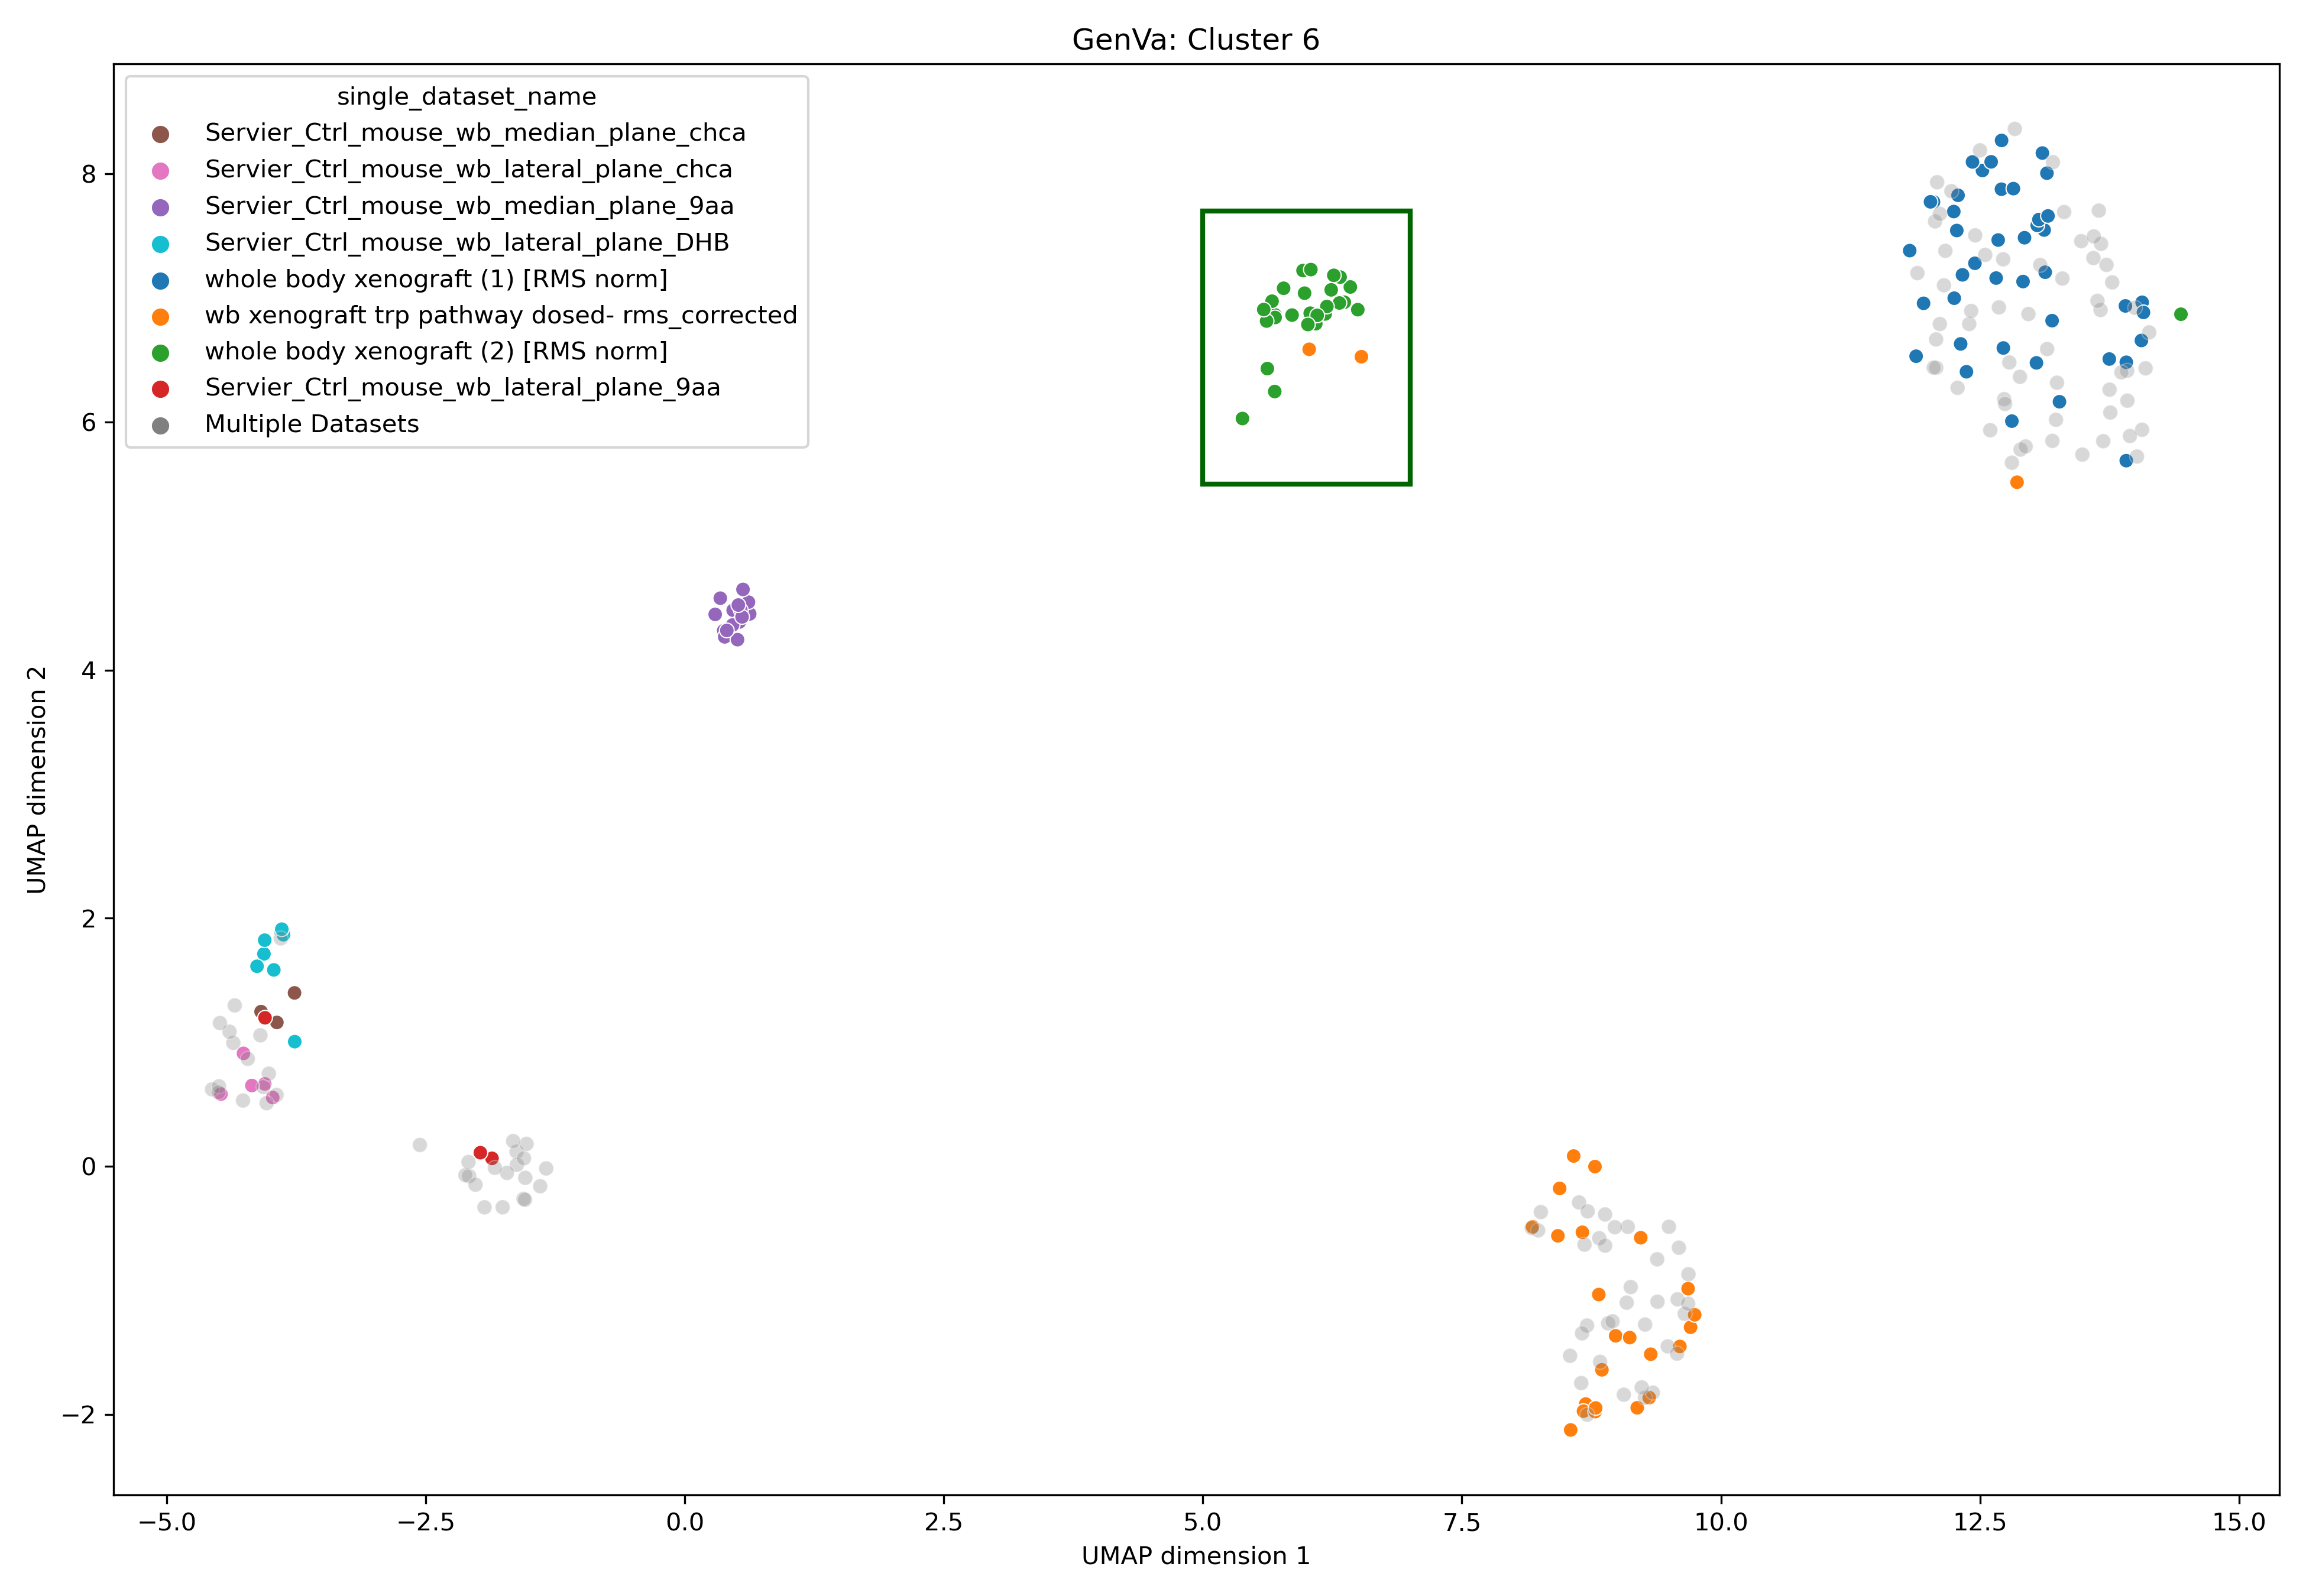 GenVa: Cluster 6
single_dataset_name
Servier_Ctrl_mouse_wb_median_plane_chca
Servier_Ctrl_mouse_wb_lateral_plane_chca
Servier_Ctrl_mouse_wb_median_plane_9aa
Servier_Ctrl_mouse_wb_lateral_plane_DHB
whole body xenograft (1) [RMS norm]
wb xenograft trp pathway dosed- rms_corrected
whole body xenograft (2) [RMS norm]
Servier_Ctrl_mouse_wb_lateral_plane_9aa
Multiple Datasets
UMAP dimension 2
8
6
4
2
0
−2
−5.0 −2.5 0.0 2.5 5.0 7.5 10.0 12.5 15.0
UMAP dimension 1